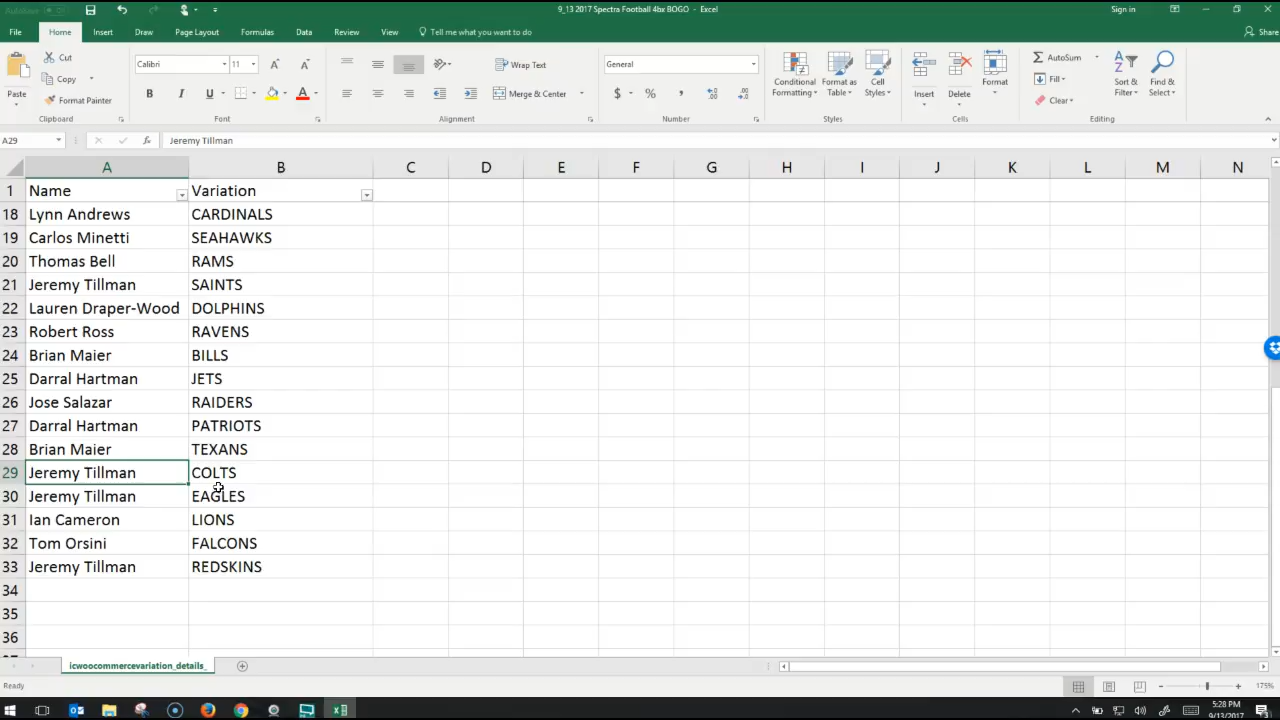 AutoSave
9_13 2017 Spectra Football 4bx BOGO - Excel
Sign in
File Home Insert Draw Page Layout Formulas Data Review View Tell me what you want to do Share
Paste
Cut
Copy
Format Painter
Clipboard
Calibri 11 A A
B I U A
Font
Wrap Text
Merge & Center
Alignment
General
$ % ,
Number
Conditional Formatting
Format as Table
Cell Styles
Styles
Insert Delete Format
Cells
AutoSum
Fill
Clear
Sort & Filter
Find & Select
Editing
A29 fx Jeremy Tillman
A B C D E F G H I J K L M N
1 Name Variation
18 Lynn Andrews CARDINALS
19 Carlos Minetti SEAHAWKS
20 Thomas Bell RAMS
21 Jeremy Tillman SAINTS
22 Lauren Draper-Wood DOLPHINS
23 Robert Ross RAVENS
24 Brian Maier BILLS
25 Darral Hartman JETS
26 Jose Salazar RAIDERS
27 Darral Hartman PATRIOTS
28 Brian Maier TEXANS
29 Jeremy Tillman COLTS
30 Jeremy Tillman EAGLES
31 Ian Cameron LIONS
32 Tom Orsini FALCONS
33 Jeremy Tillman REDSKINS
34
35
36
icwoocommercevariation_details_
Ready
175%
5:28 PM
9/13/2017